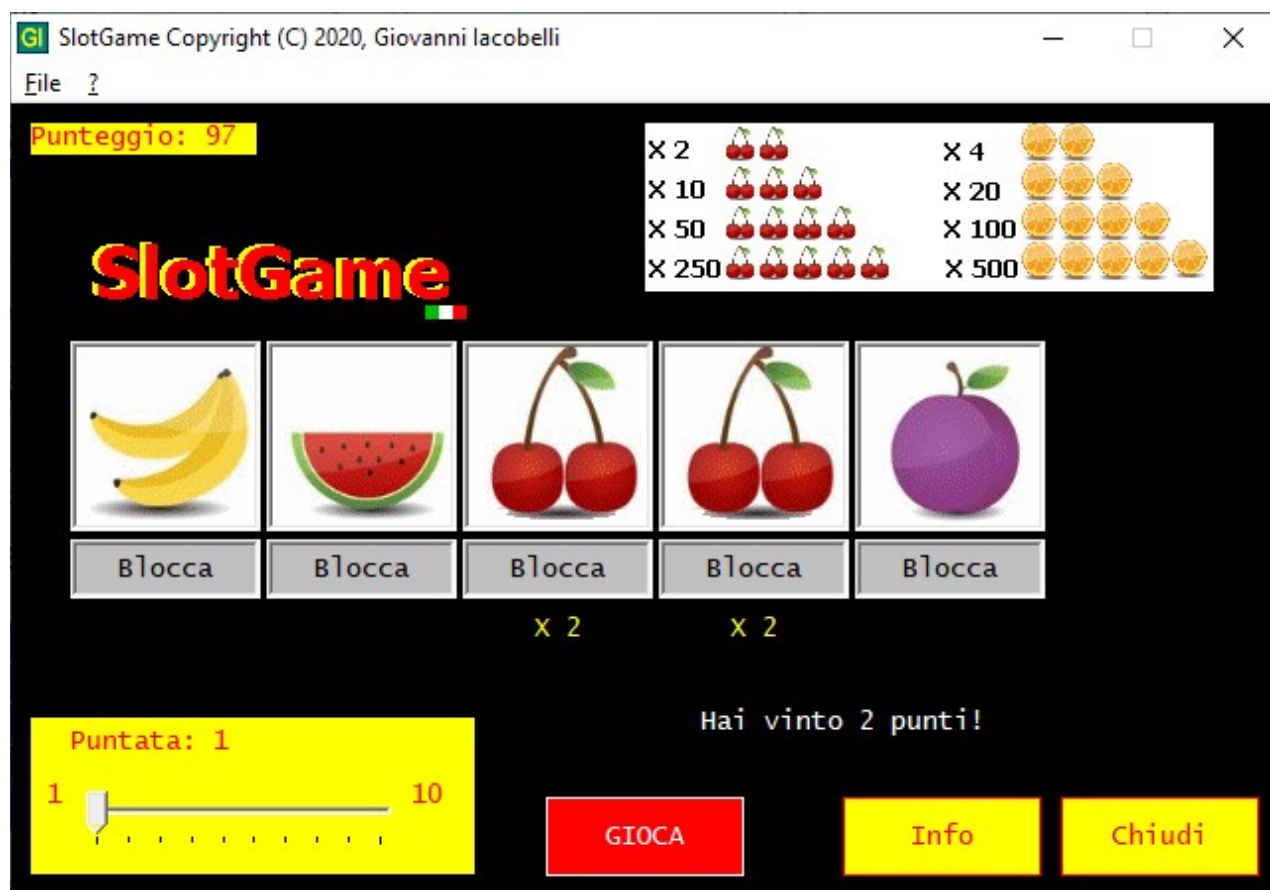 GI SlotGame Copyright (C) 2020, Giovanni Iacobelli
File ?
Punteggio: 97
X 2 X 4
X 10 X 20
X 50 X 100
X 250 X 500
SlotGame
Blocca Blocca Blocca Blocca Blocca
X 2 X 2
Hai vinto 2 punti!
Puntata: 1
1 10
GIOCA Info Chiudi